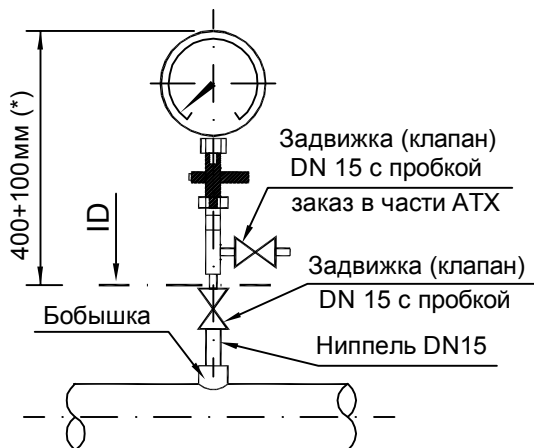 400+100мм (*)
ID
Задвижка (клапан)
DN 15 с пробкой
заказ в части АТХ
Задвижка (клапан)
DN 15 с пробкой
Бобышка
Ниппель DN15